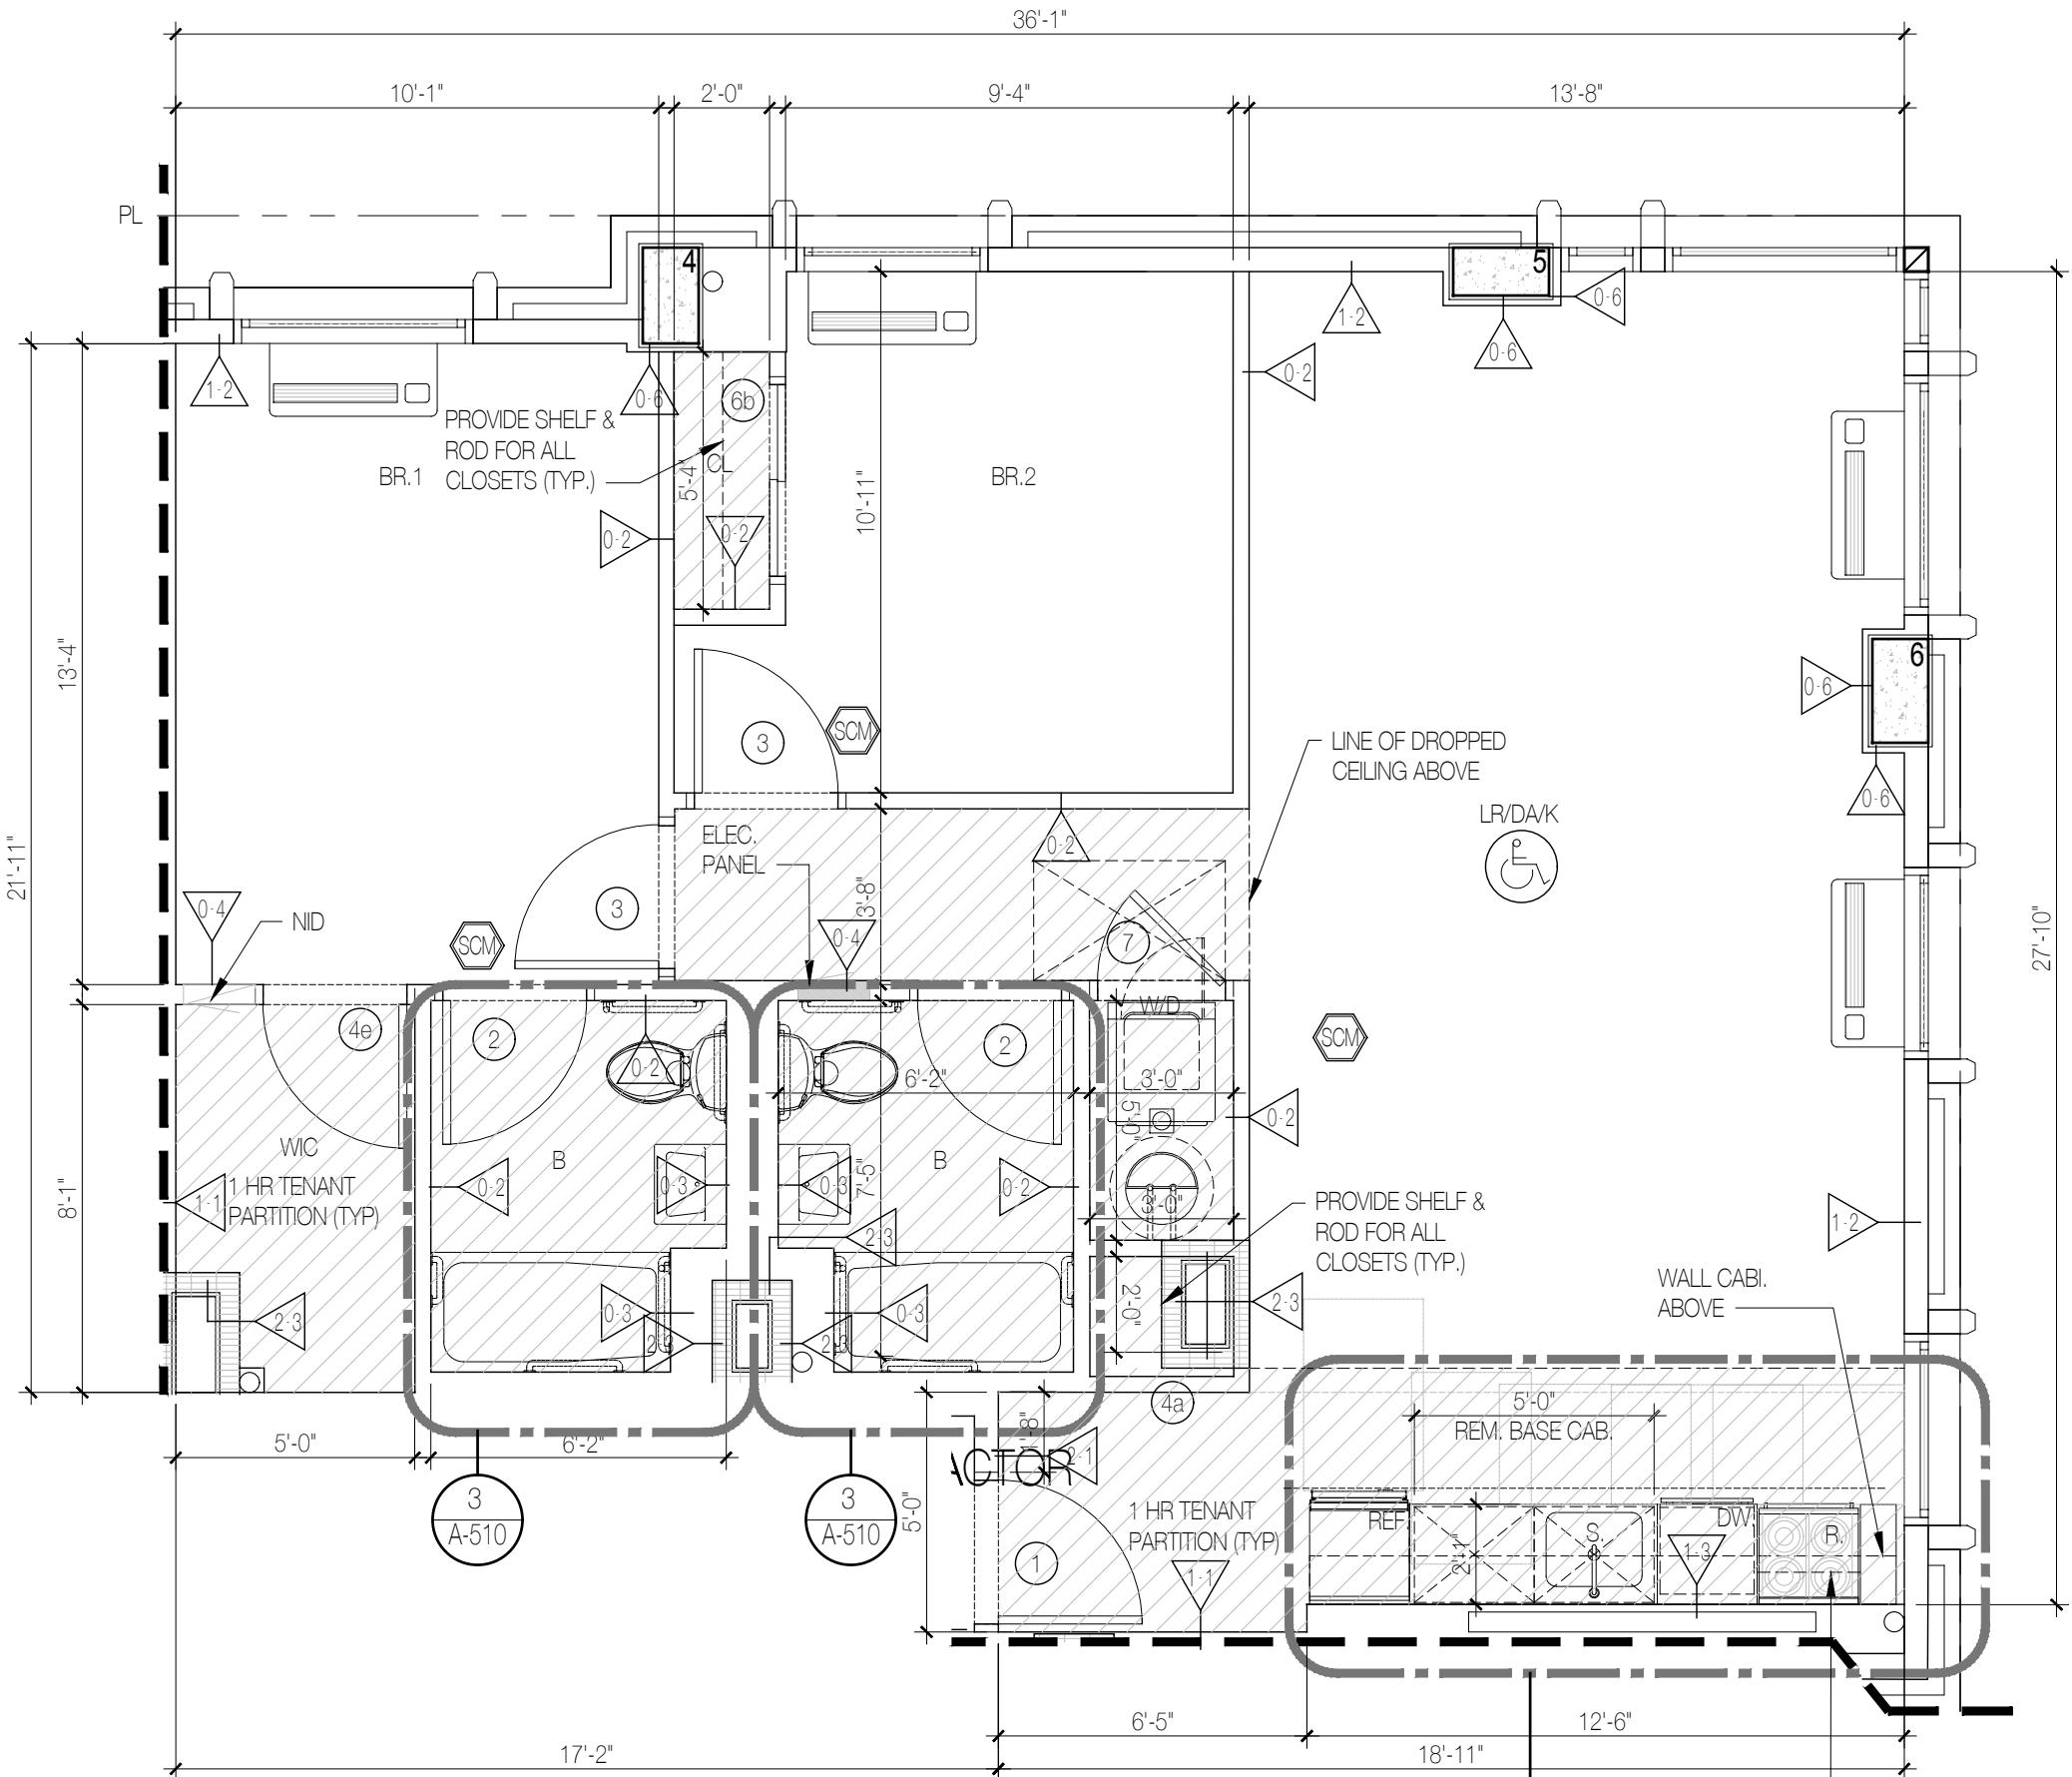 36'-1"
10'-1"
2'-0"
9'-4"
13'-8"
PL
4
5
0-6
1-2
0-6
0-2
1-2
0-6
6b
PROVIDE SHELF &
ROD FOR ALL
CLOSETS (TYP.)
BR.1
CL
5'-4"
BR.2
10'-11"
0-2
0-2
13'-4"
21'-11"
27'-10"
6
0-6
0-6
3
SCM
LINE OF DROPPED
CEILING ABOVE
LR/DA/K
ELEC.
PANEL
0-2
3'-8"
3
SCM
0-4
NID
0-4
7
W/D
SCM
4e
2
0-2
2
6'-2"
3'-0"
5'-0"
0-2
WIC
B
B
8'-1"
1-1
1 HR TENANT
PARTITION (TYP)
0-2
0-3
0-3
7'-5"
0-2
3'-0"
PROVIDE SHELF &
ROD FOR ALL
CLOSETS (TYP.)
1-2
2-3
2-3
0-3
2-3
2-3
0-3
2'-0"
2-3
WALL CABI.
ABOVE
4a
5'-0"
REM. BASE CAB.
5'-0"
6'-2"
2-1
3
A-510
3
A-510
5'-0"
1
1 HR TENANT
PARTITION (TYP)
1-1
REF.
2'-1"
S.
DW
1-3
R.
6'-5"
12'-6"
17'-2"
18'-11"